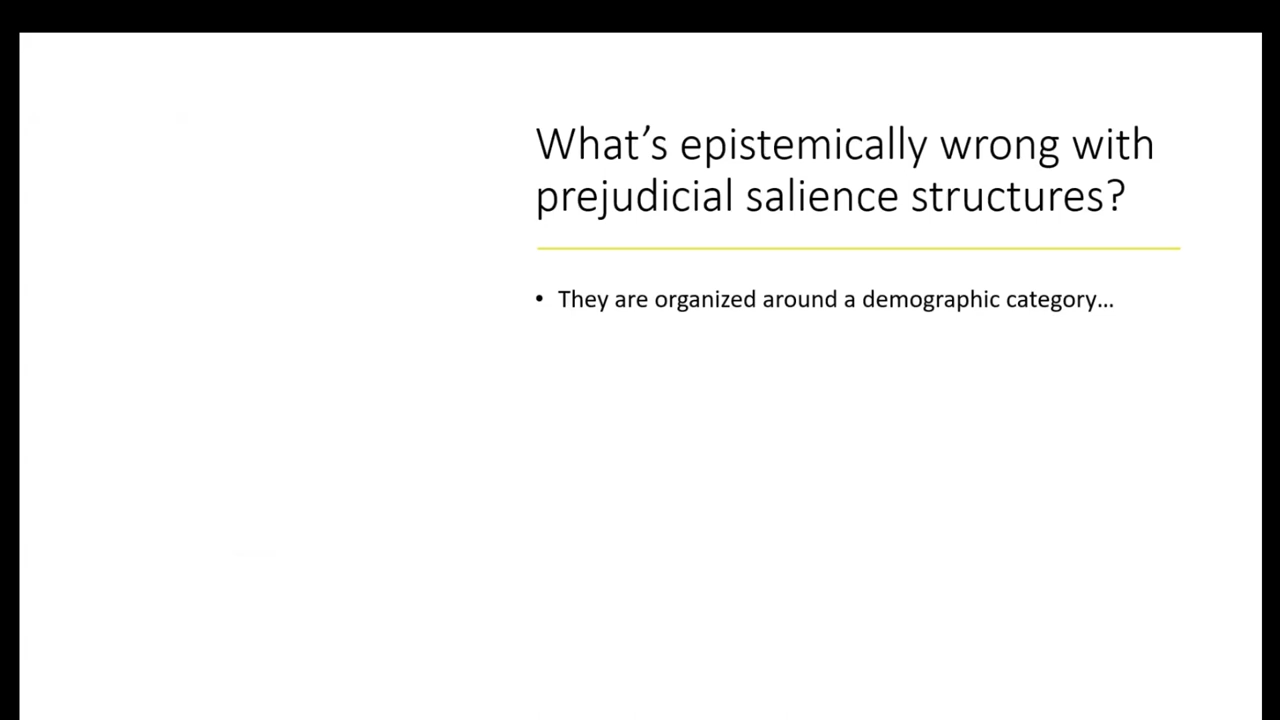 What’s epistemically wrong with
prejudicial salience structures?
• They are organized around a demographic category…